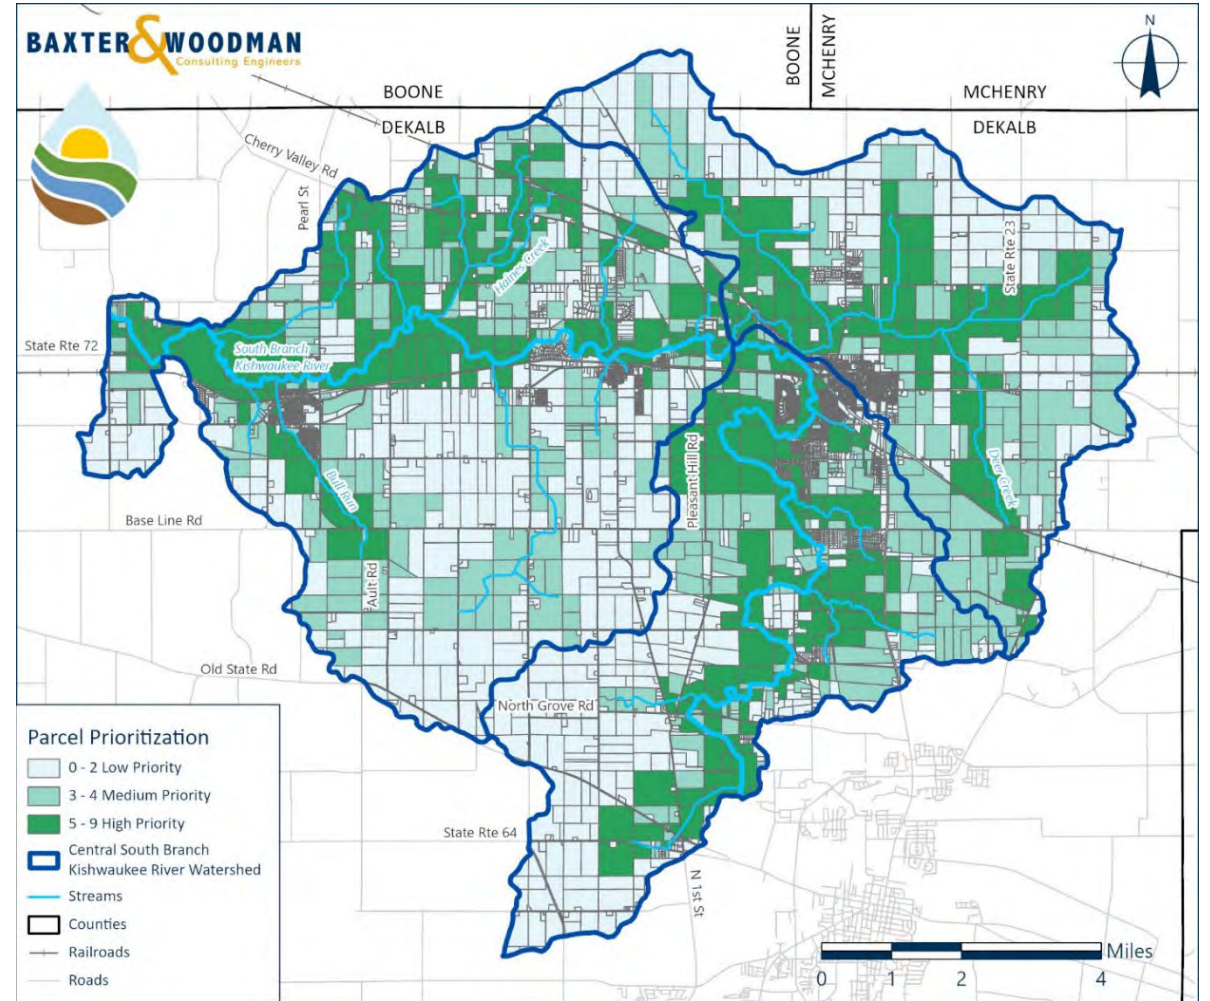 BAXTER & WOODMAN
Consulting Engineers
N
BOONE
MCHENRY
BOONE
MCHENRY
DEKALB
DEKALB
Cherry Valley Rd
Pearl St
Haines Creek
State Rte 23
State Rte 72
South Branch
Kishwaukee River
Pleasant Hill Rd
Deer Creek
Bull Run
Base Line Rd
Ault Rd
Old State Rd
North Grove Rd
Parcel Prioritization
0 - 2 Low Priority
3 - 4 Medium Priority
5 - 9 High Priority
Central South Branch
Kishwaukee River Watershed
Streams
Counties
Railroads
Roads
State Rte 64
N 1st St
Miles
0 1 2 4